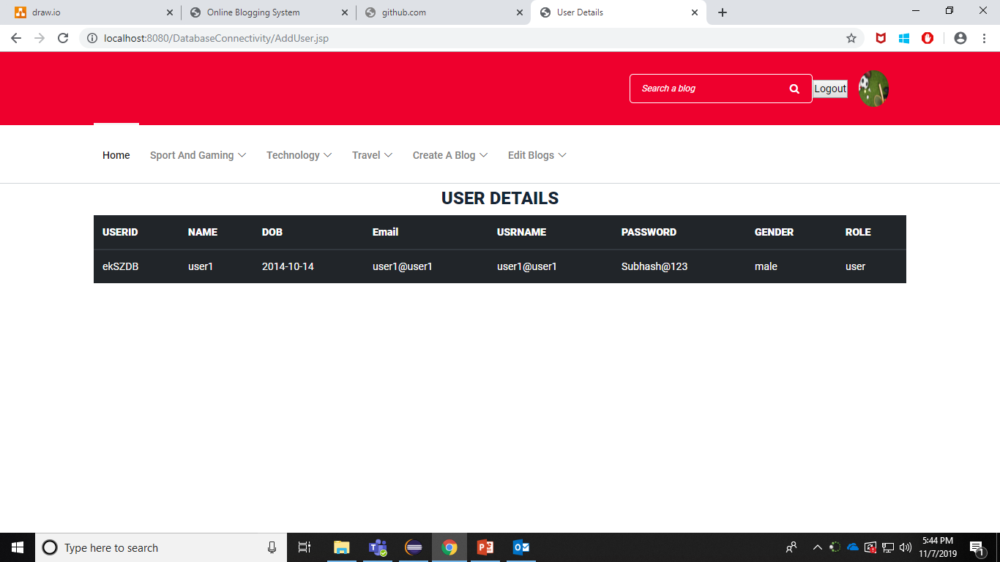 draw.io
Online Blogging System
github.com
User Details
localhost:8080/DatabaseConnectivity/AddUser.jsp
Search a blog
Logout
Home Sport And Gaming Technology Travel Create A Blog Edit Blogs
USER DETAILS
USERID NAME DOB Email USRNAME PASSWORD GENDER ROLE
ekSZDB user1 2014-10-14 user1@user1 user1@user1 Subhash@123 male user
Type here to search
5:44 PM
11/7/2019
1